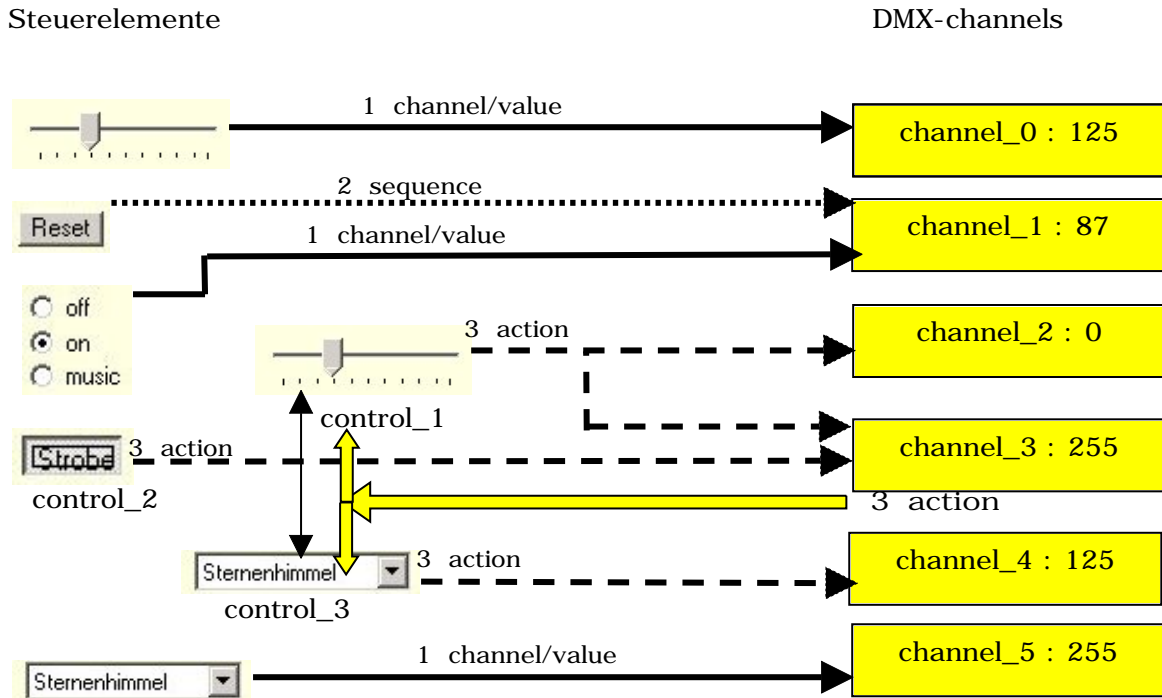 Steuerelemente DMX-channels
1 channel/value
channel_0 : 125
2 sequence
Reset
channel_1 : 87
1 channel/value
off
on
music
3 action
channel_2 : 0
control_1
Strobe
3 action
channel_3 : 255
control_2
3 action
Sternenhimmel
3 action
channel_4 : 125
control_3
1 channel/value
channel_5 : 255
Sternenhimmel